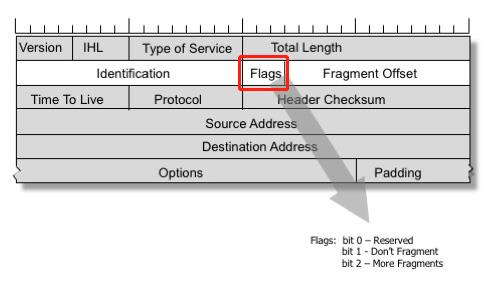 Version IHL Type of Service Total Length
Identification Flags Fragment Offset
Time To Live Protocol Header Checksum
Source Address
Destination Address
Options Padding
Flags: bit 0 – Reserved
bit 1 - Don't Fragment
bit 2 – More Fragments